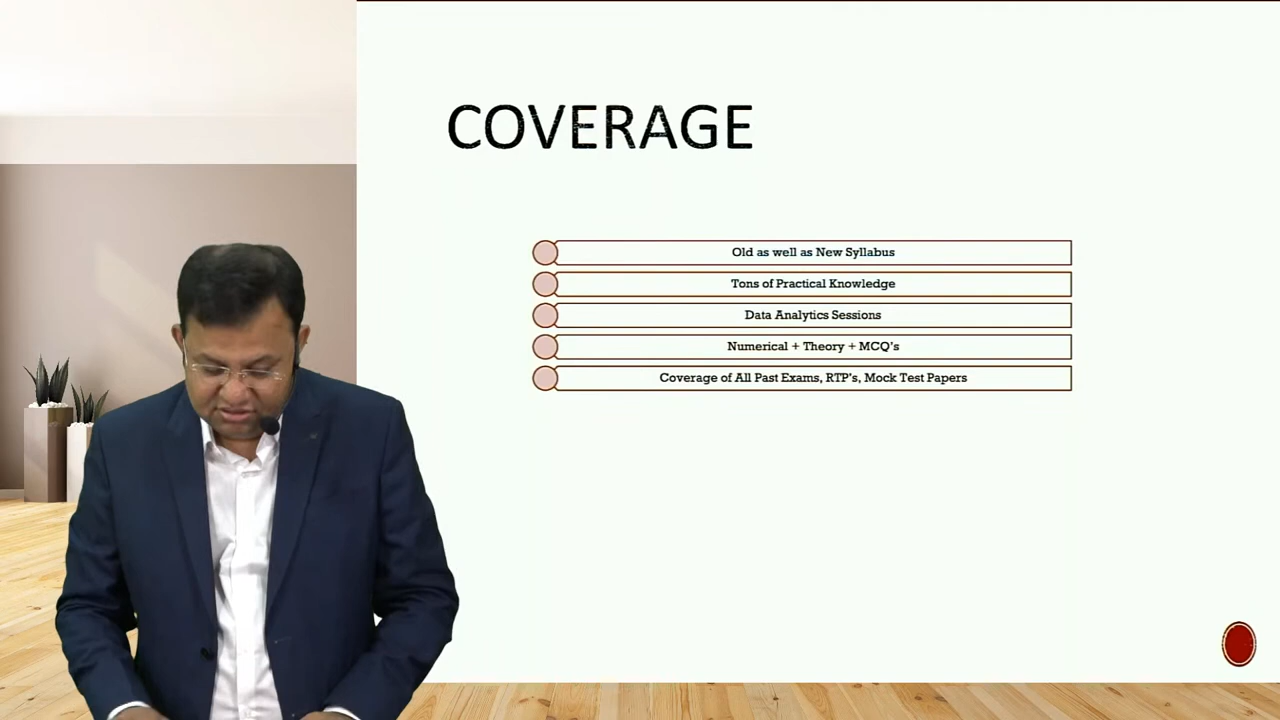 COVERAGE
Old as well as New Syllabus
Tons of Practical Knowledge
Data Analytics Sessions
Numerical + Theory + MCQ's
Coverage of All Past Exams, RTP's, Mock Test Papers